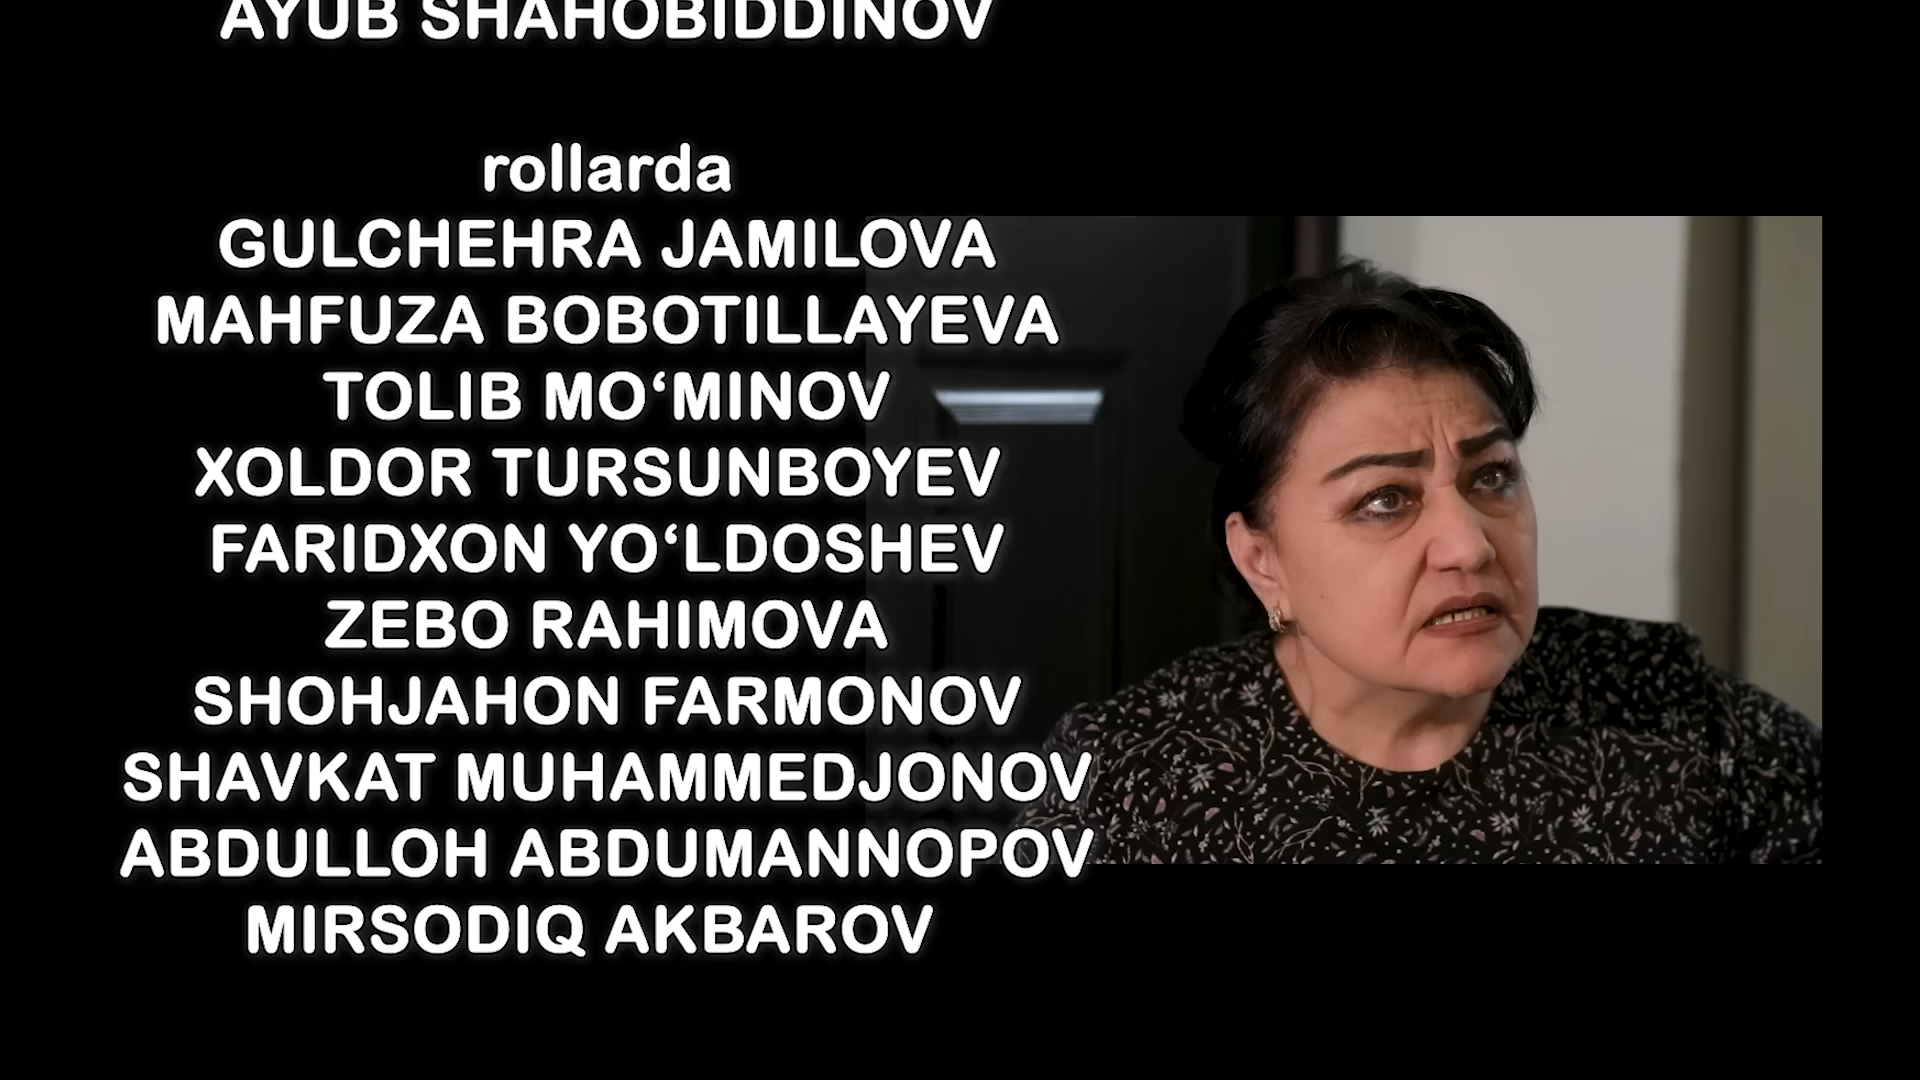 AYUB SHAHOBIDDINOV
rollarda
GULCHEHRA JAMILOVA
MAHFUZA BOBOTILLAYEVA
TOLIB MO‘MINOV
XOLDOR TURSUNBOYEV
FARIDXON YO‘LDOSHEV
ZEBO RAHIMOVA
SHOHJAHON FARMONOV
SHAVKAT MUHAMMEDJONOV
ABDULLOH ABDUMANNOPOV
MIRSODIQ AKBAROV